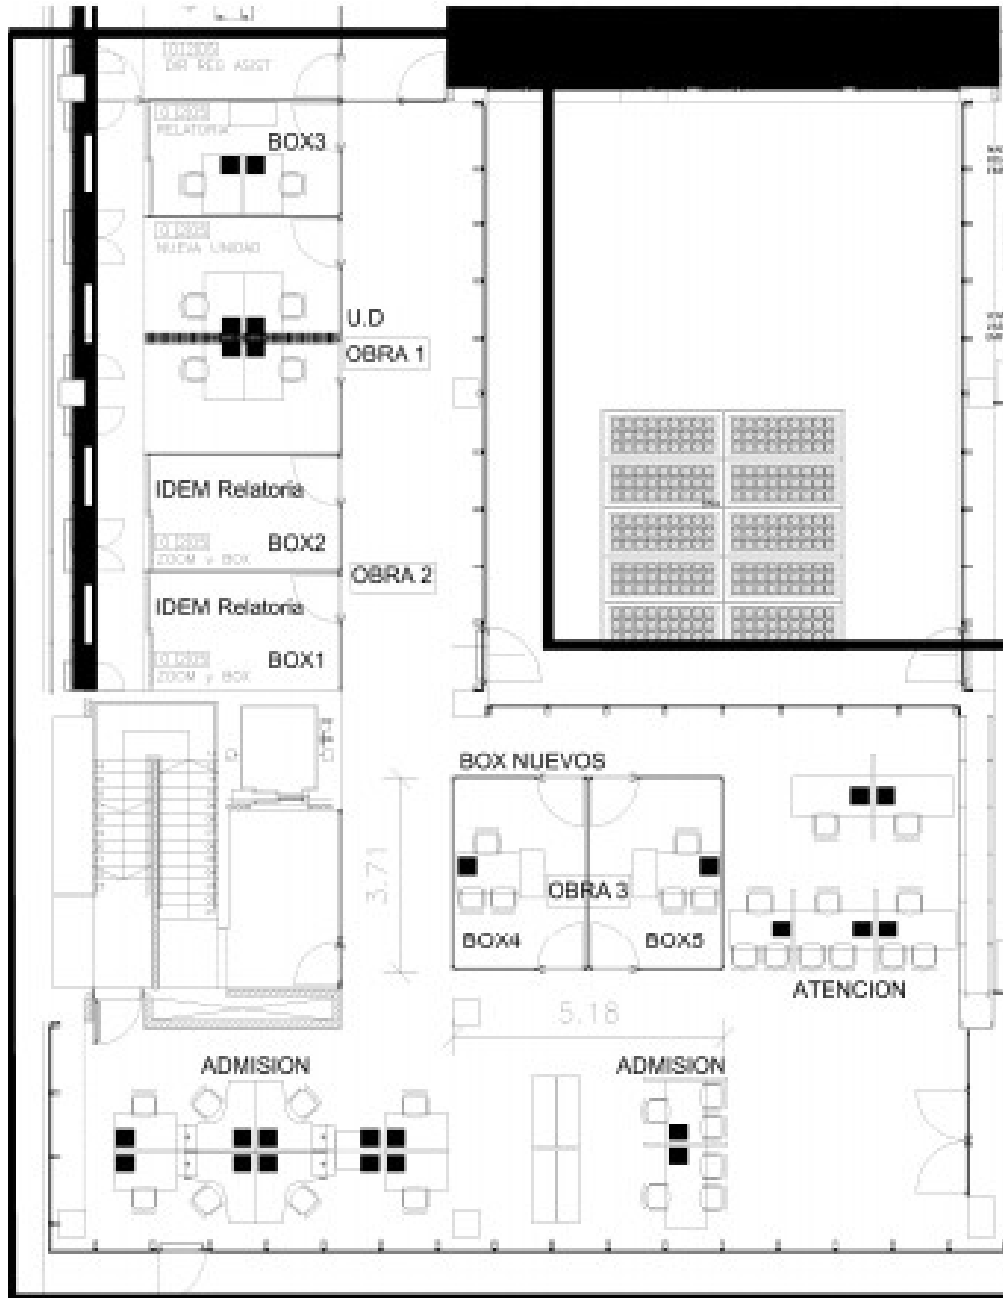 DIR REG ASIST
RELATORIA
BOX3
NUEVA UNIDAD
U.D
OBRA 1
IDEM Relatoria
BOX2
ZOOM y BOX
OBRA 2
IDEM Relatoria
BOX1
ZOOM y BOX
BOX NUEVOS
3.71
OBRA 3
BOX4
BOX5
ATENCION
5.18
ADMISION
ADMISION